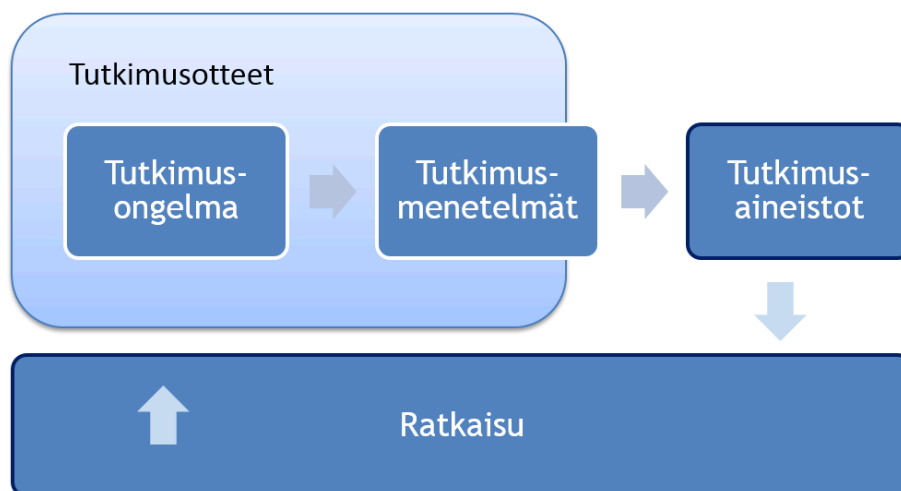 Tutkimusotteet
Tutkimus-
ongelma
Tutkimus-
menetelmät
Tutkimus-
aineistot
Ratkaisu